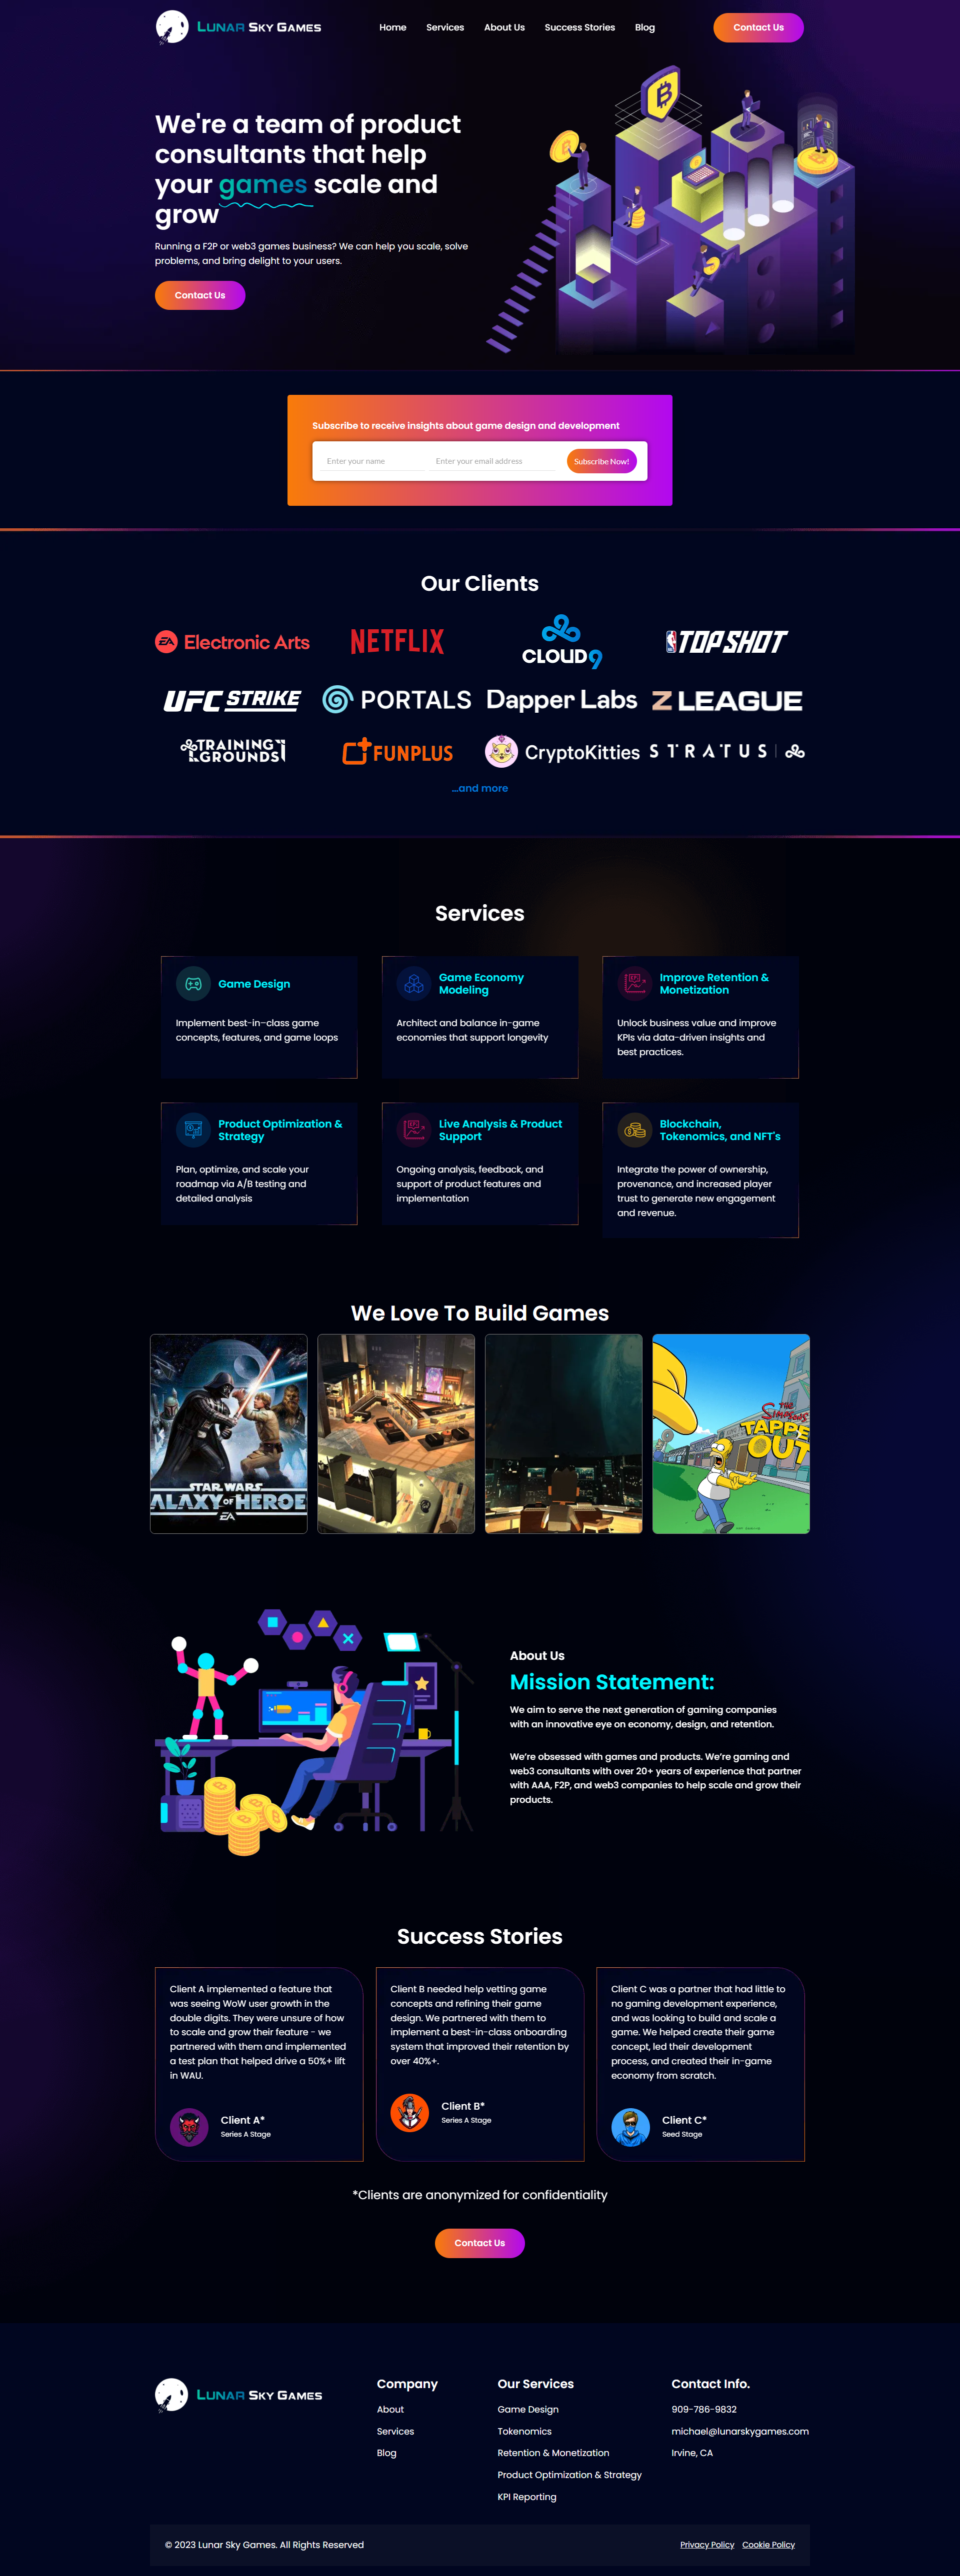 LUNAR SKY GAMES
Home Services About Us Success Stories Blog
Contact Us
We're a team of product
consultants that help
your games scale and
grow
Running a F2P or web3 games business? We can help you scale, solve
problems, and bring delight to your users.
Contact Us
Subscribe to receive insights about game design and development
Enter your name
Enter your email address
Subscribe Now!
Our Clients
EA Electronic Arts
NETFLIX
CLOUD9
TOP SHOT
UFC STRIKE
PORTALS
Dapper Labs
Z LEAGUE
TRAINING
GROUNDS
FUNPLUS
CryptoKitties
STRATUS
...and more
Services
Game Design
Implement best-in-class game
concepts, features, and game loops
Game Economy
Modeling
Architect and balance in-game
economies that support longevity
Improve Retention &
Monetization
Unlock business value and improve
KPIs via data-driven insights and
best practices.
Product Optimization &
Strategy
Plan, optimize, and scale your
roadmap via A/B testing and
detailed analysis
Live Analysis & Product
Support
Ongoing analysis, feedback, and
support of product features and
implementation
Blockchain,
Tokenomics, and NFT's
Integrate the power of ownership,
provenance, and increased player
trust to generate new engagement
and revenue.
We Love To Build Games
STAR WARS
ALAXY OF HEROE
EA
THE
SIMPSONS
TAPPE
OUT
About Us
Mission Statement:
We aim to serve the next generation of gaming companies
with an innovative eye on economy, design, and retention.
We're obsessed with games and products. We're gaming and
web3 consultants with over 20+ years of experience that partner
with AAA, F2P, and web3 companies to help scale and grow their
products.
Success Stories
Client A implemented a feature that
was seeing WoW user growth in the
double digits. They were unsure of how
to scale and grow their feature - we
partnered with them and implemented
a test plan that helped drive a 50%+ lift
in WAU.
Client A*
Series A Stage
Client B needed help vetting game
concepts and refining their game
design. We partnered with them to
implement a best-in-class onboarding
system that improved their retention by
over 40%+.
Client B*
Series A Stage
Client C was a partner that had little to
no gaming development experience,
and was looking to build and scale a
game. We helped create their game
concept, led their development
process, and created their in-game
economy from scratch.
Client C*
Seed Stage
*Clients are anonymized for confidentiality
Contact Us
LUNAR SKY GAMES
Company
About
Services
Blog
Our Services
Game Design
Tokenomics
Retention & Monetization
Product Optimization & Strategy
KPI Reporting
Contact Info.
909-786-9832
michael@lunarskygames.com
Irvine, CA
© 2023 Lunar Sky Games. All Rights Reserved
Privacy Policy Cookie Policy